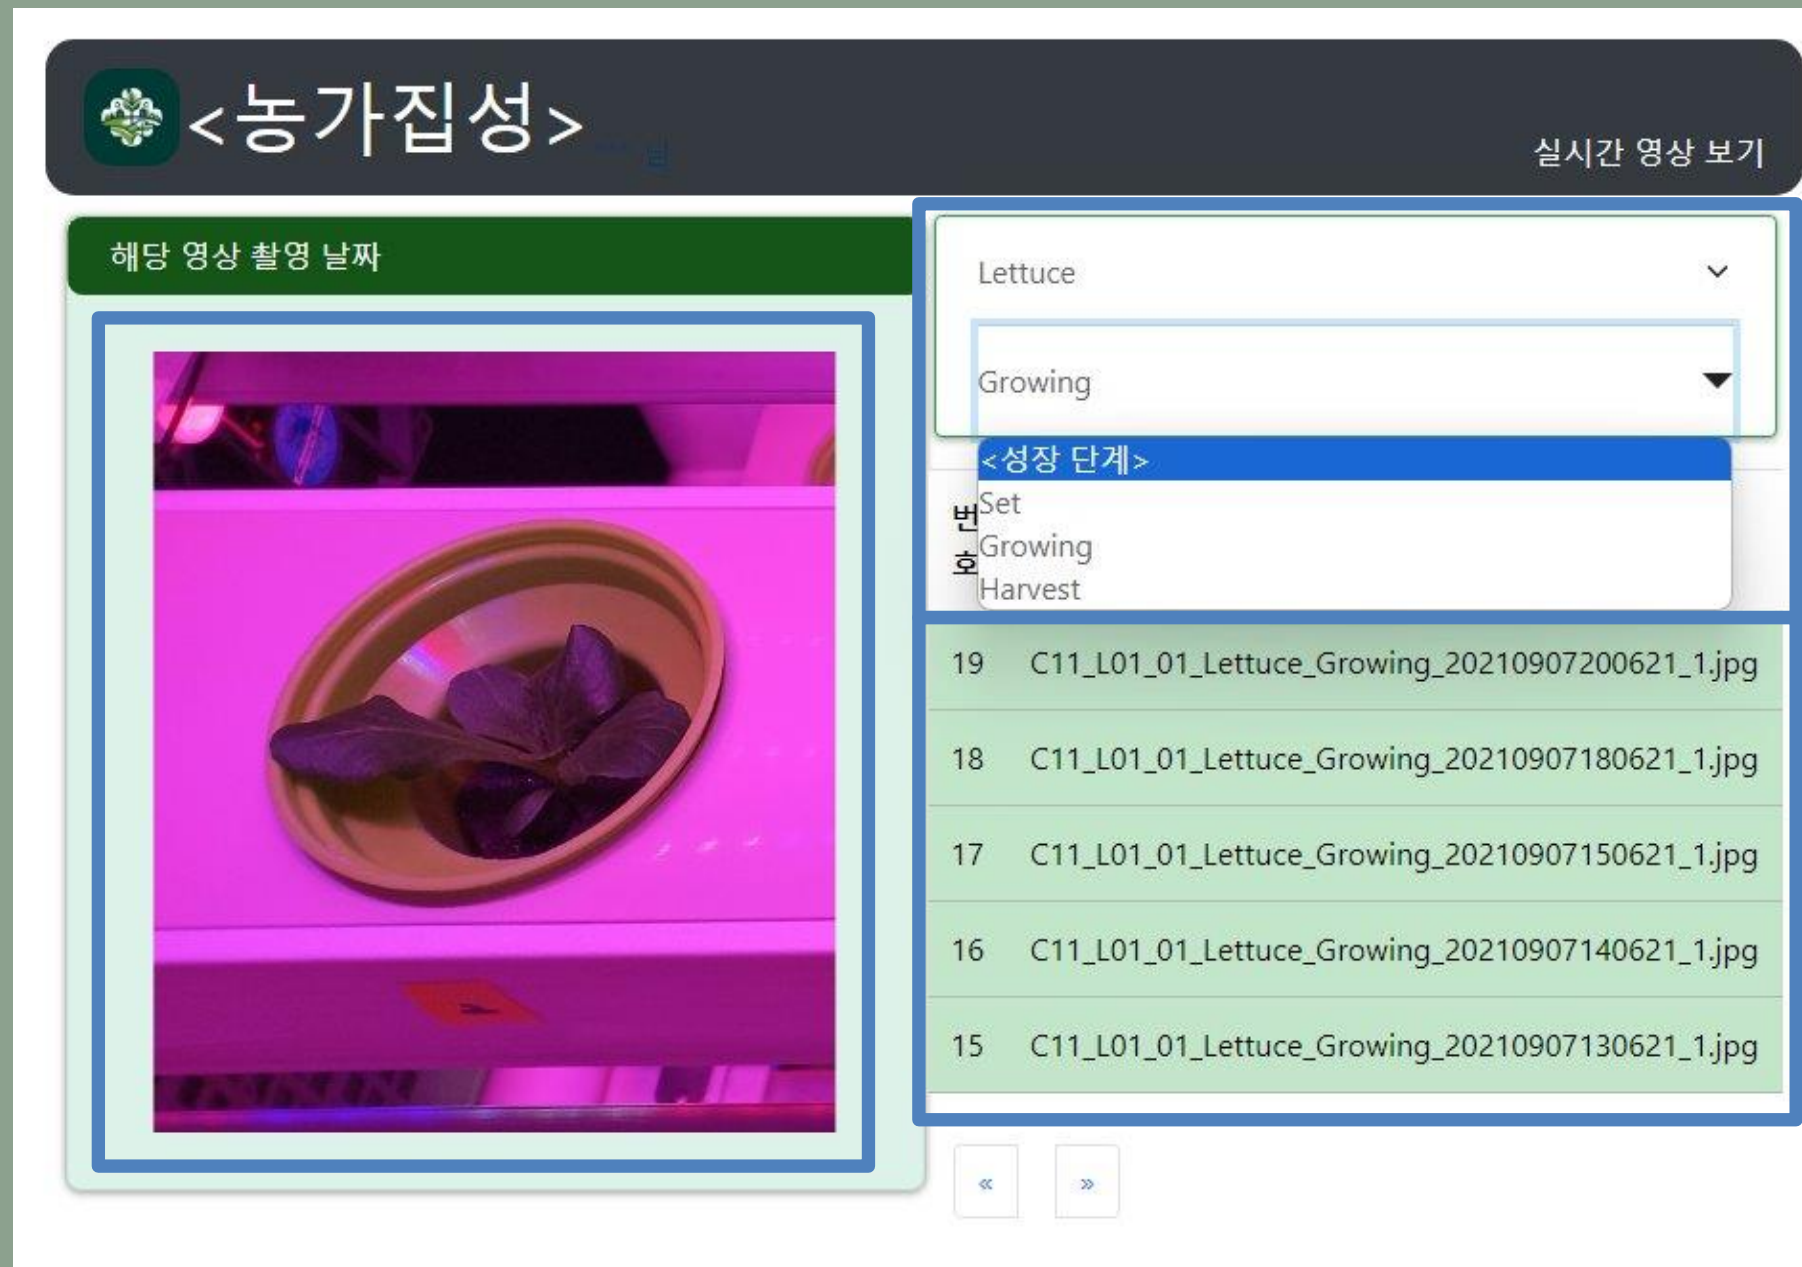 <농가집성>
실시간 영상 보기
해당 영상 촬영 날짜
Lettuce
Growing
<성장 단계>
Set
Growing
Harvest
번
호
19 C11_L01_01_Lettuce_Growing_20210907200621_1.jpg
18 C11_L01_01_Lettuce_Growing_20210907180621_1.jpg
17 C11_L01_01_Lettuce_Growing_20210907150621_1.jpg
16 C11_L01_01_Lettuce_Growing_20210907140621_1.jpg
15 C11_L01_01_Lettuce_Growing_20210907130621_1.jpg
« »